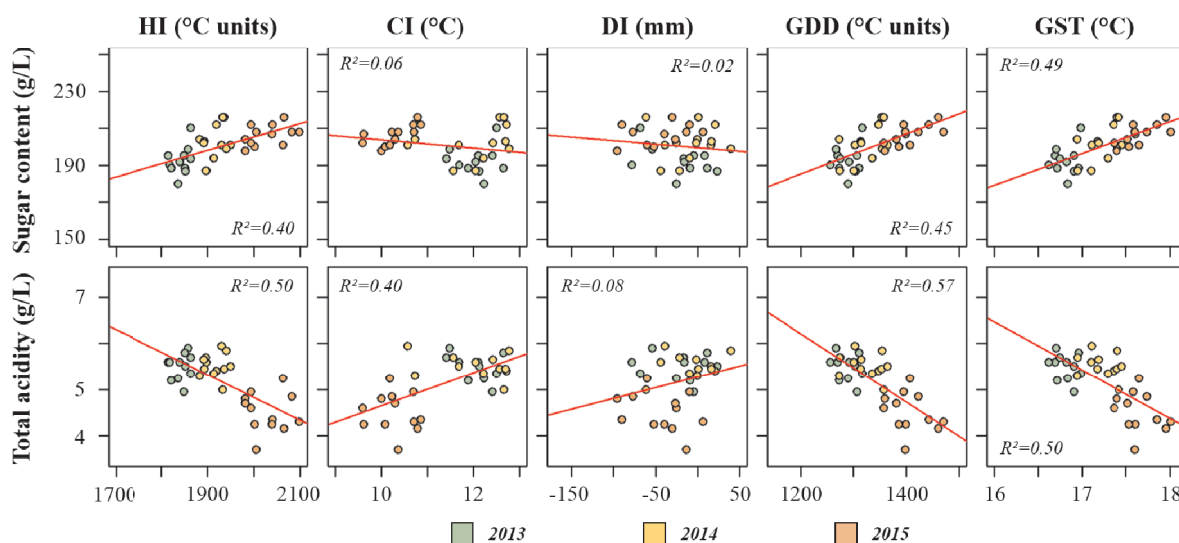 HI (°C units) CI (°C) DI (mm) GDD (°C units) GST (°C)
Sugar content (g/L)
230
190
150
R²=0.40
R²=0.06
R²=0.02
R²=0.45
R²=0.49
Total acidity (g/L)
7
5
4
R²=0.50
R²=0.40
R²=0.08
R²=0.57
R²=0.50
1700 1900 2100 10 12 -150 -50 50 1200 1400 16 17 18
2013 2014 2015